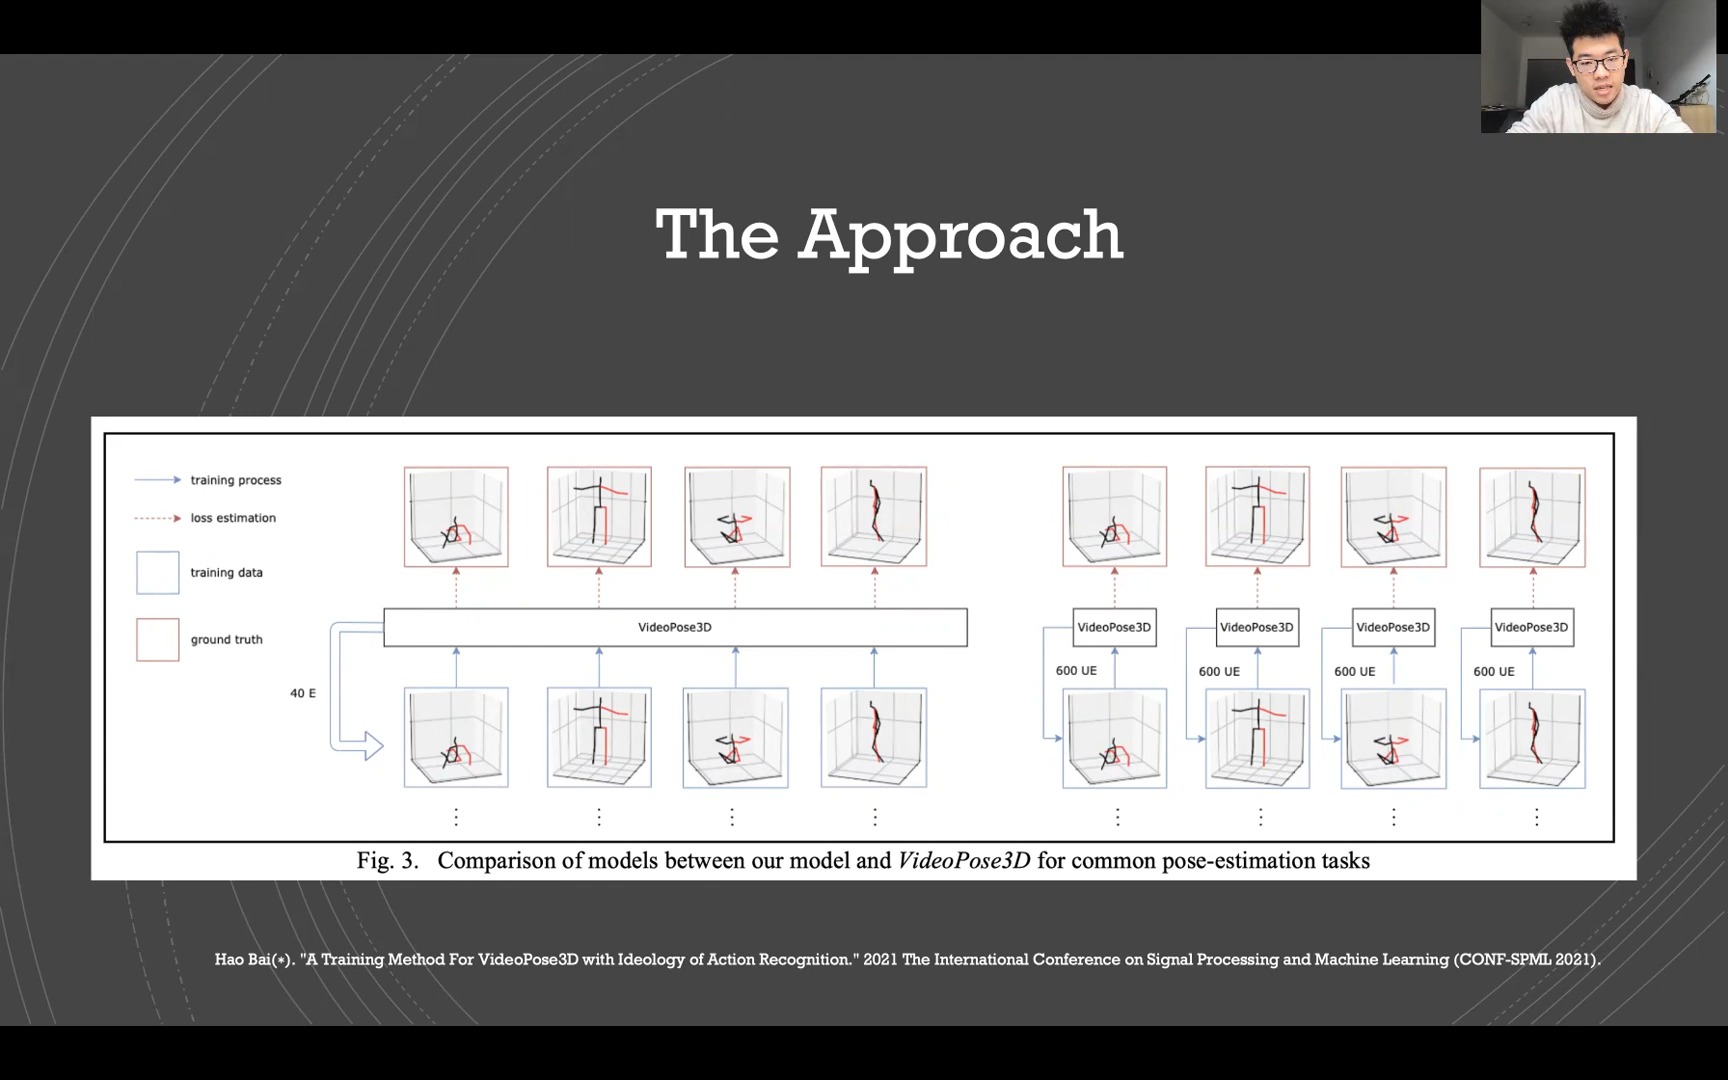 The Approach
training process
loss estimation
training data
ground truth
VideoPose3D
40 E
VideoPose3D
VideoPose3D
VideoPose3D
VideoPose3D
600 UE
600 UE
600 UE
600 UE
Fig. 3. Comparison of models between our model and VideoPose3D for common pose-estimation tasks
Hao Bai(*). "A Training Method For VideoPose3D with Ideology of Action Recognition." 2021 The International Conference on Signal Processing and Machine Learning (CONF-SPML 2021).